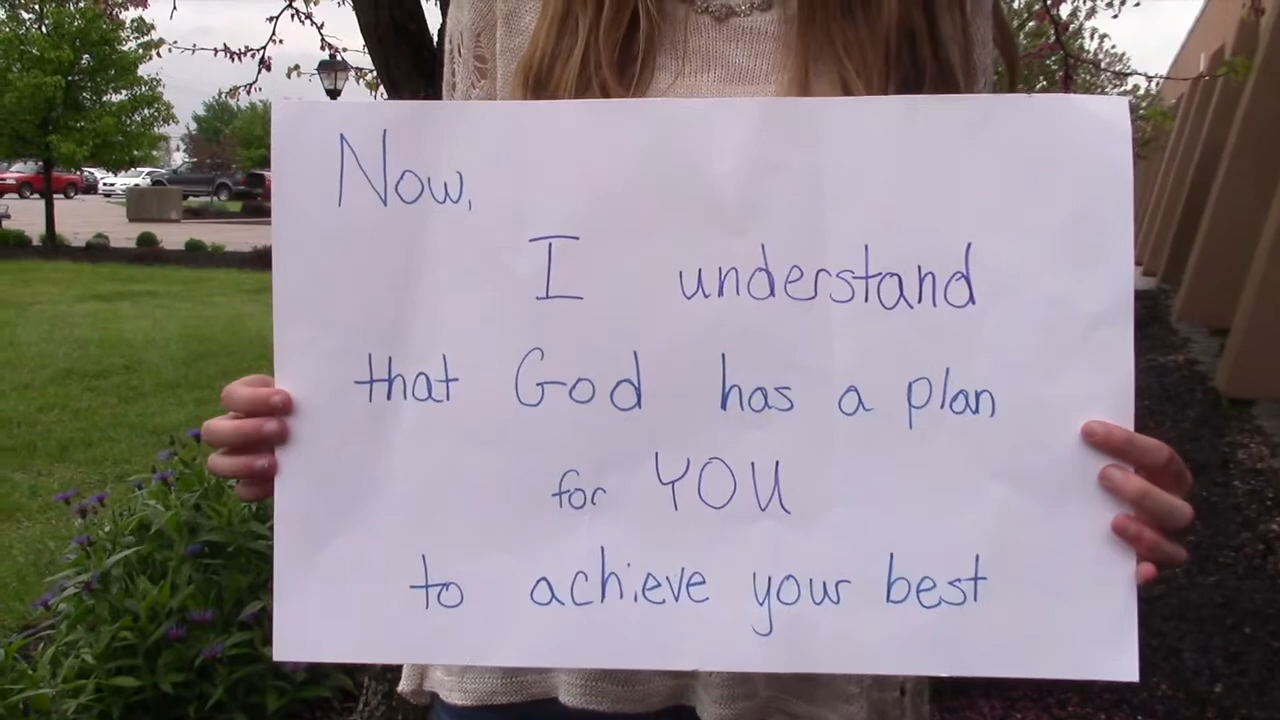 Now,
I understand
that God has a plan
for YOU
to achieve your best